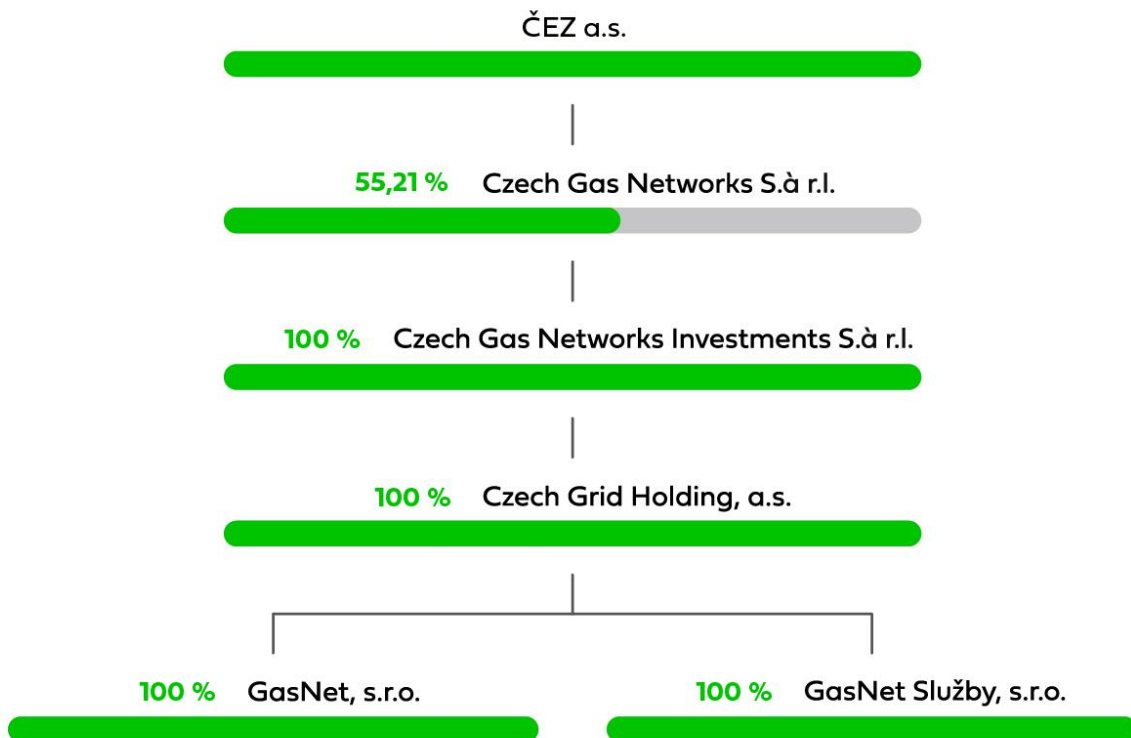 ČEZ a.s.
55,21 % Czech Gas Networks S.à r.l.
100 % Czech Gas Networks Investments S.à r.l.
100 % Czech Grid Holding, a.s.
100 % GasNet, s.r.o.
100 % GasNet Služby, s.r.o.